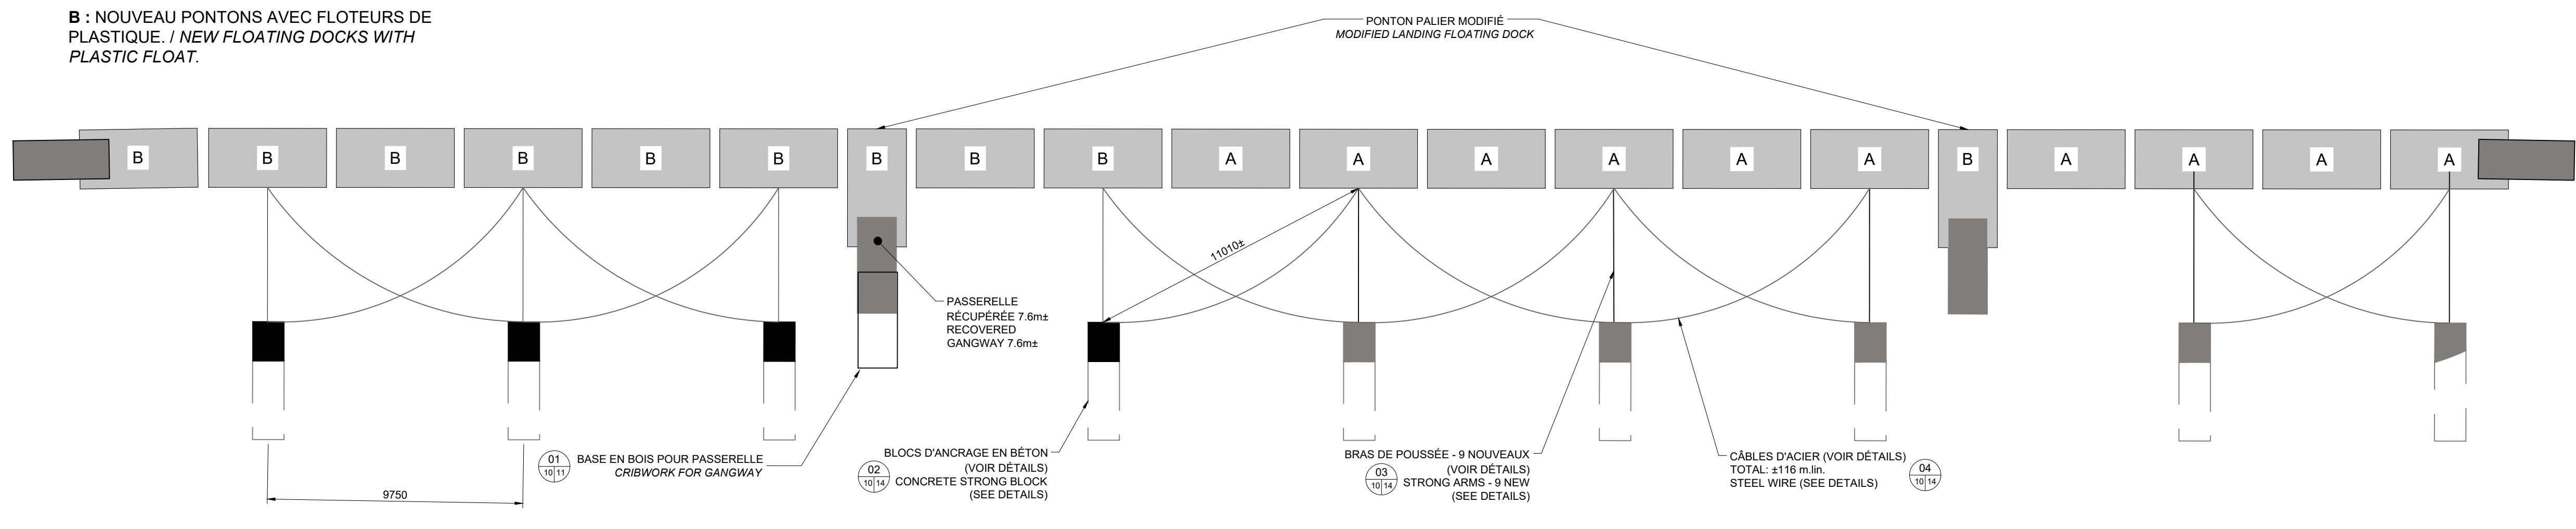 B : NOUVEAU PONTONS AVEC FLOTEURS DE
PLASTIQUE. / NEW FLOATING DOCKS WITH
PLASTIC FLOAT.
PONTON PALIER MODIFIÉ
MODIFIED LANDING FLOATING DOCK
B
B
B
B
B
B
B
B
B
A
A
A
A
A
A
B
A
A
A
A
11010±
PASSERELLE
RÉCUPÉRÉE 7.6m±
RECOVERED
GANGWAY 7.6m±
01
10 11
BASE EN BOIS POUR PASSERELLE
CRIBWORK FOR GANGWAY
02
10 14
BLOCS D'ANCRAGE EN BÉTON
(VOIR DÉTAILS)
CONCRETE STRONG BLOCK
(SEE DETAILS)
03
10 14
BRAS DE POUSSÉE - 9 NOUVEAUX
(VOIR DÉTAILS)
STRONG ARMS - 9 NEW
(SEE DETAILS)
CÂBLES D'ACIER (VOIR DÉTAILS)
TOTAL: ±116 m.lin.
STEEL WIRE (SEE DETAILS)
04
10 14
9750